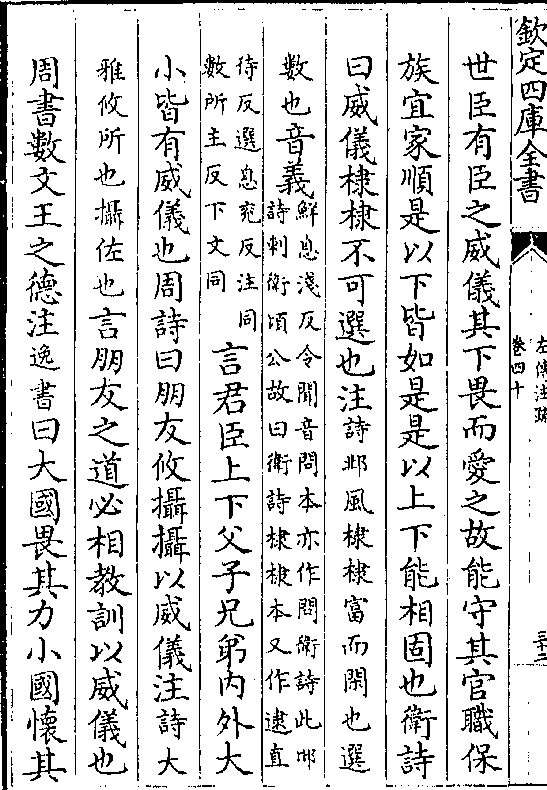 欽定四庫全書
左傳注疏
卷四十
世臣有臣之威儀其下畏而愛之故能守其官職保
族宜家順是以下皆如是是以上下能相固也衛詩
曰威儀棣棣不可選也注詩邶風棣棣富而閑也選
數也音義鮮息淺反令聞音問本亦作問衛詩此邶
詩刺衛頃公故曰衛詩棣棣本又作逮直
待反選息兗反注同
數所主反下文同
言君臣上下父子兄弟内外大
小皆有威儀也周詩曰朋友攸攝攝以威儀注詩大
雅攸所也攝佐也言朋友之道必相教訓以威儀也
周書數文王之德注逸書曰大國畏其力小國懷其